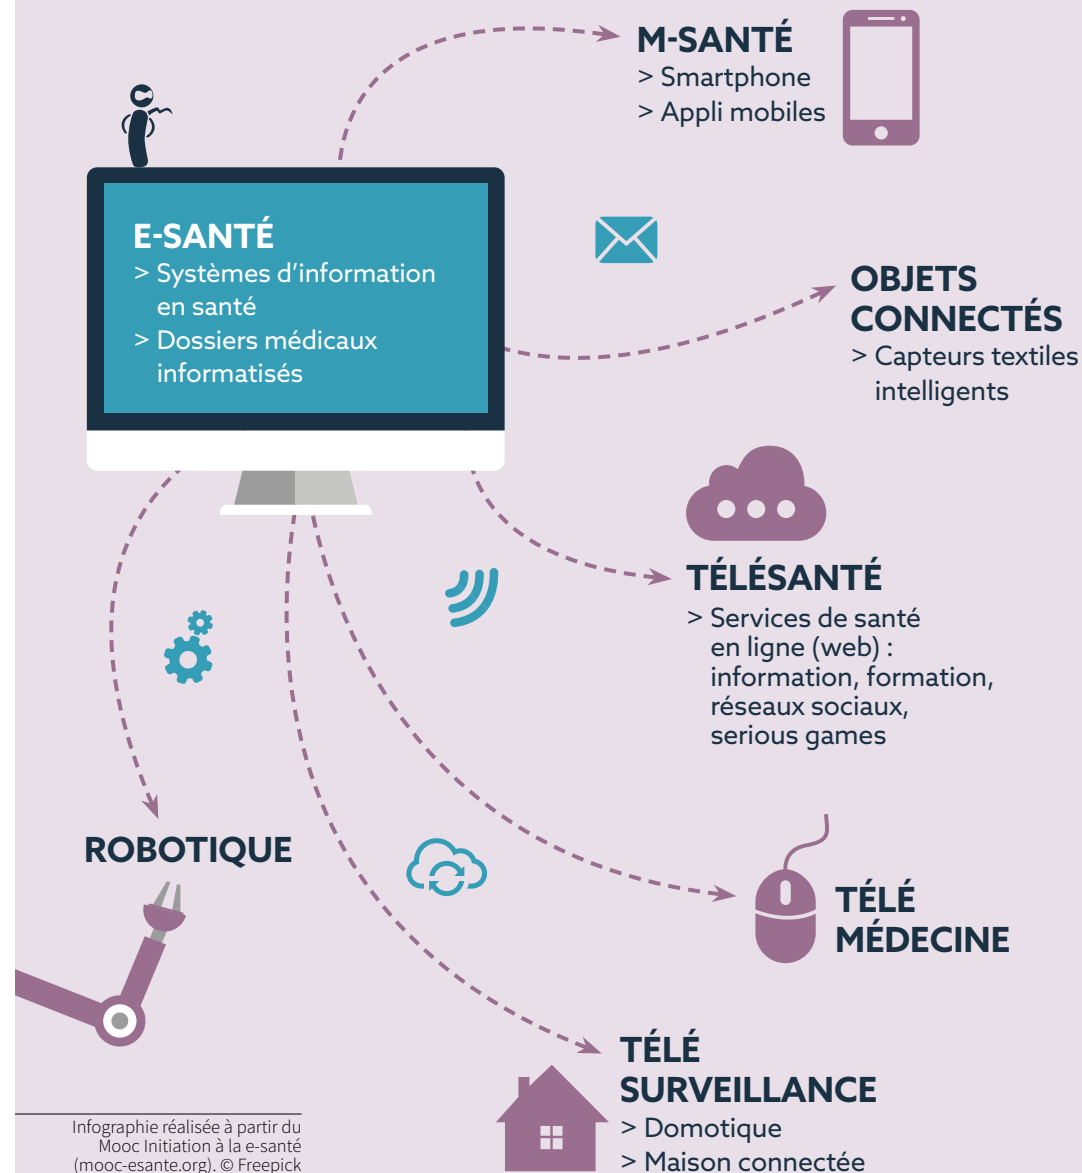 M-SANTÉ
> Smartphone
> Appli mobiles
E-SANTÉ
> Systèmes d’information
en santé
> Dossiers médicaux
informatisés
OBJETS
CONNECTÉS
> Capteurs textiles
intelligents
TÉLÉSANTÉ
> Services de santé
en ligne (web) :
information, formation,
réseaux sociaux,
serious games
ROBOTIQUE
TÉLÉ
MÉDECINE
TÉLÉ
SURVEILLANCE
> Domotique
> Maison connectée
Infographie réalisée à partir du
Mooc Initiation à la e-santé
(mooc-esante.org). © Freepick